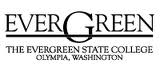 EVERGREEN
THE EVERGREEN STATE COLLEGE
OLYMPIA, WASHINGTON